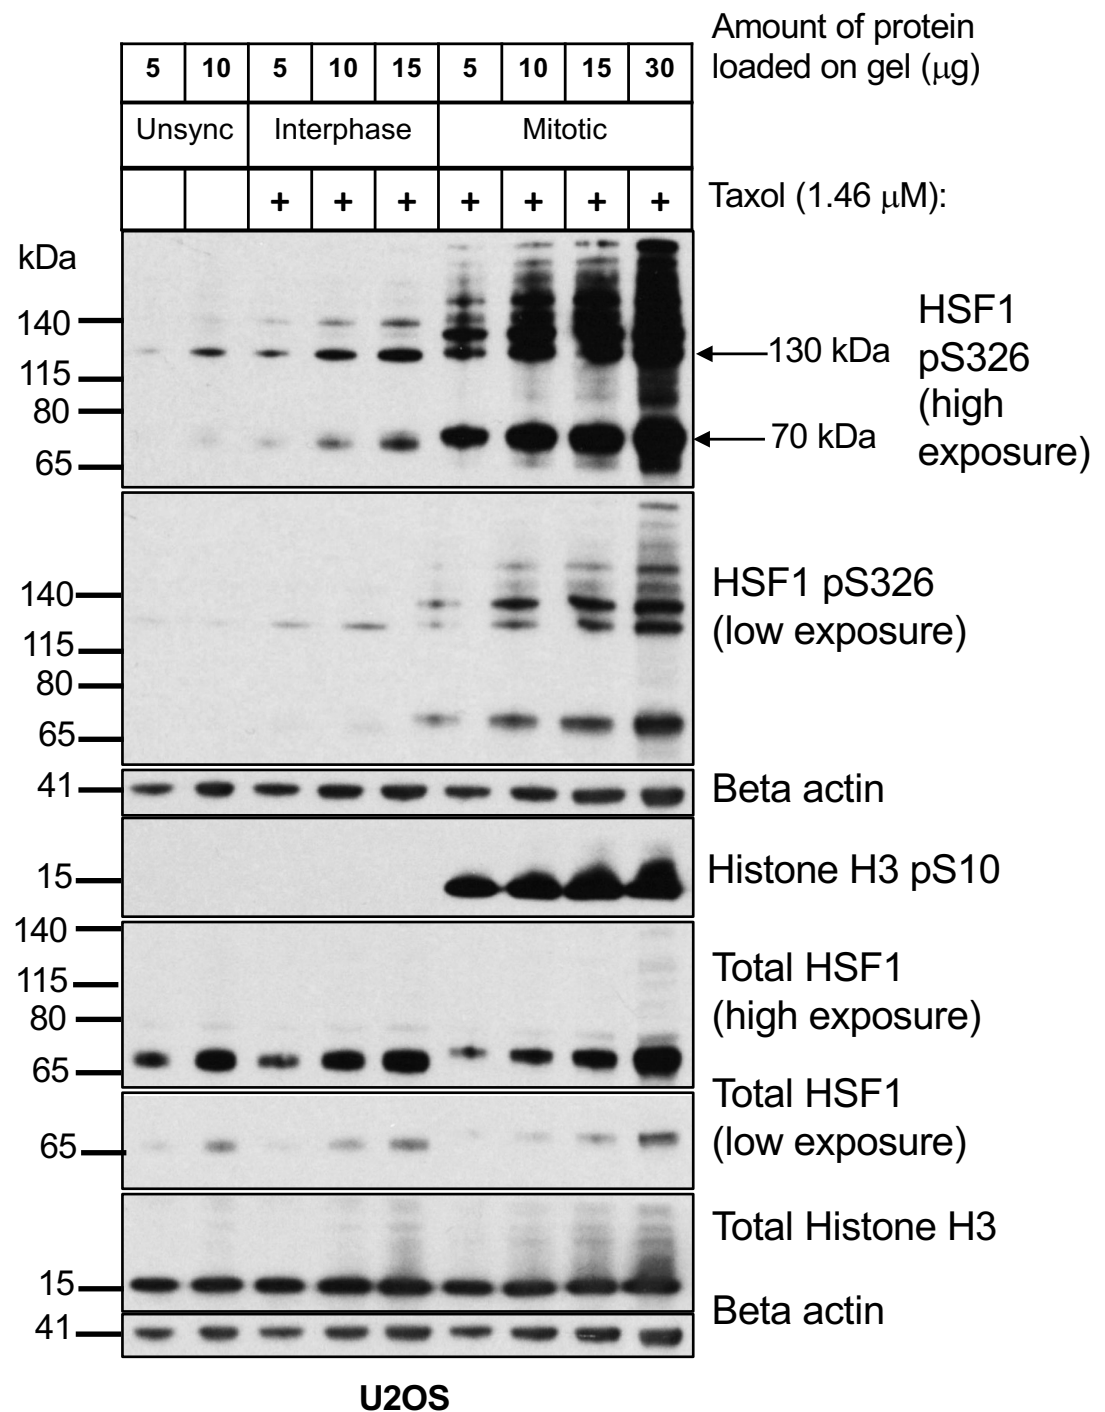 Amount of protein
loaded on gel (μg)
5 10 5 10 15 5 10 15 30
Unsync Interphase Mitotic
+ + + + + + +
Taxol (1.46 μM):
kDa
140
115
80
65
130 kDa
70 kDa
HSF1
pS326
(high
exposure)
140
115
80
65
HSF1 pS326
(low exposure)
41
Beta actin
15
Histone H3 pS10
140
115
80
65
Total HSF1
(high exposure)
65
Total HSF1
(low exposure)
Total Histone H3
15
Beta actin
41
U2OS